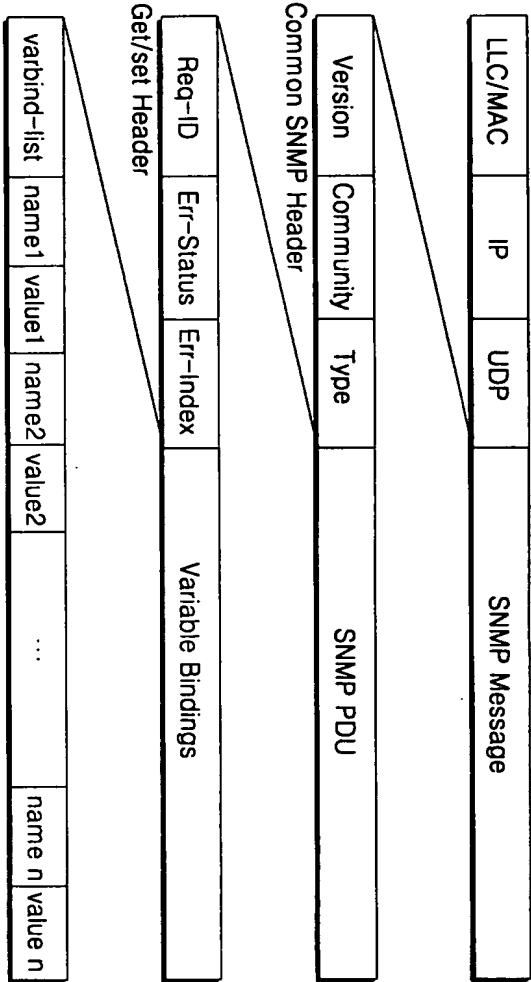 LLC/MAC IP UDP SNMP Message
Version Community Type SNMP PDU
Common SNMP Header
Req-ID Err-Status Err-Index Variable Bindings
Get/set Header
varbind-list name1 value1 name2 value2 ... name n value n